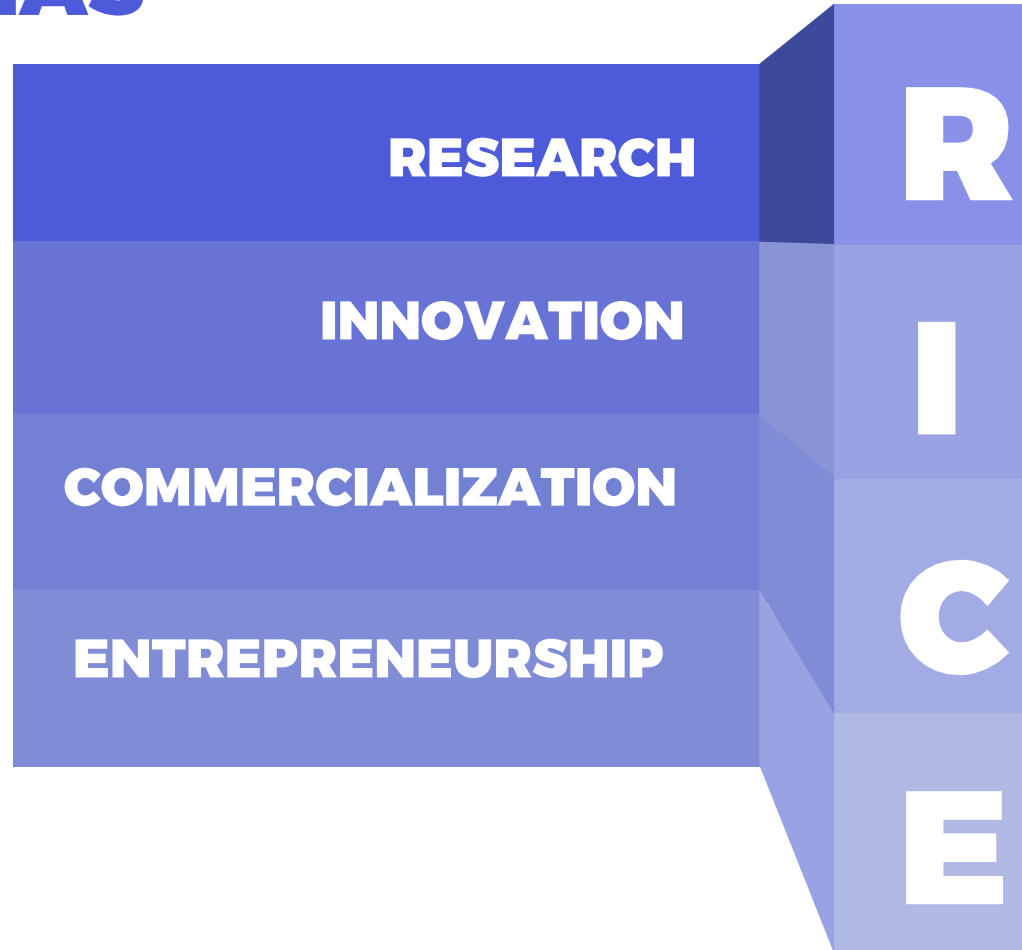 RESEARCH
R
INNOVATION
I
COMMERCIALIZATION
C
ENTREPRENEURSHIP
E